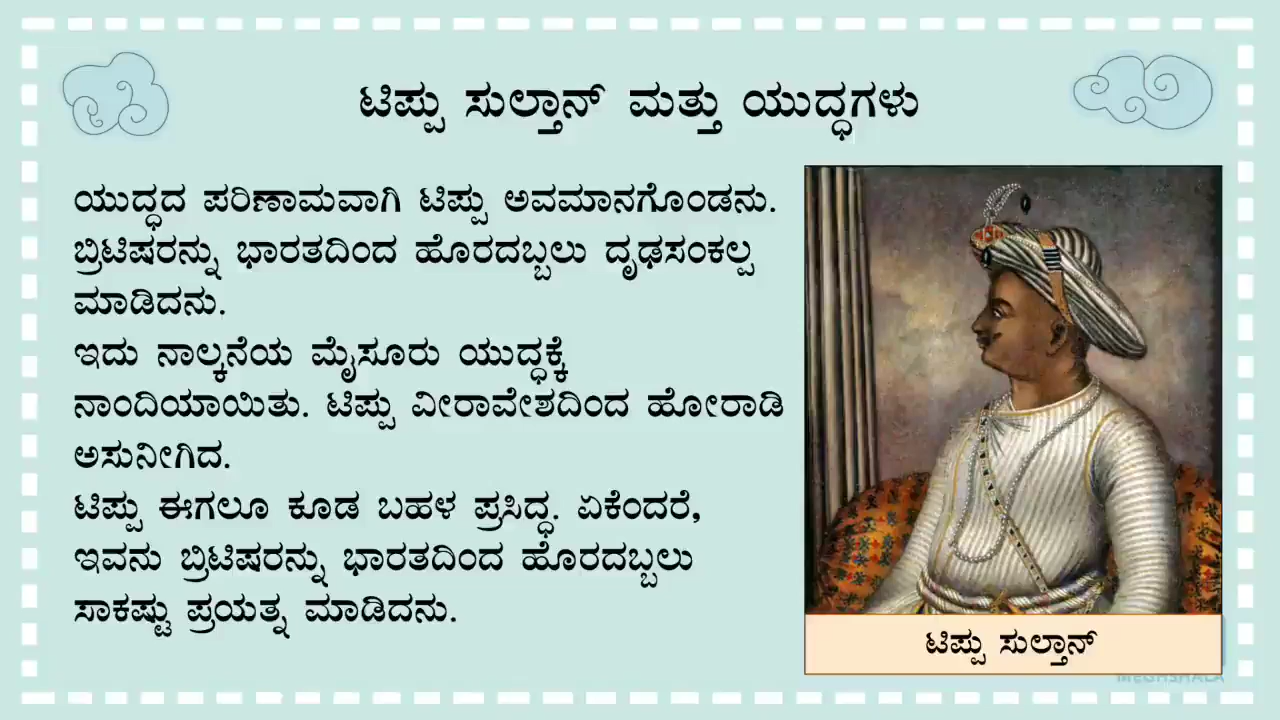 ಟಿಪ್ಪು ಸುಲ್ತಾನ್ ಮತ್ತು ಯುದ್ಧಗಳು
ಯುದ್ಧದ ಪರಿಣಾಮವಾಗಿ ಟಿಪ್ಪು ಅವಮಾನಗೊಂಡನು.
ಬ್ರಿಟಿಷರನ್ನು ಭಾರತದಿಂದ ಹೊರದಬ್ಬಲು ದೃಢಸಂಕಲ್ಪ
ಮಾಡಿದನು.
ಇದು ನಾಲ್ಕನೆಯ ಮೈಸೂರು ಯುದ್ಧಕ್ಕೆ
ನಾಂದಿಯಾಯಿತು. ಟಿಪ್ಪು ವೀರಾವೇಶದಿಂದ ಹೋರಾಡಿ
ಅಸುನೀಗಿದ.
ಟಿಪ್ಪು ಈಗಲೂ ಕೂಡ ಬಹಳ ಪ್ರಸಿದ್ಧ. ಏಕೆಂದರೆ,
ಇವನು ಬ್ರಿಟಿಷರನ್ನು ಭಾರತದಿಂದ ಹೊರದಬ್ಬಲು
ಸಾಕಷ್ಟು ಪ್ರಯತ್ನ ಮಾಡಿದನು.
ಟಿಪ್ಪು ಸುಲ್ತಾನ್
MEGHSHALA